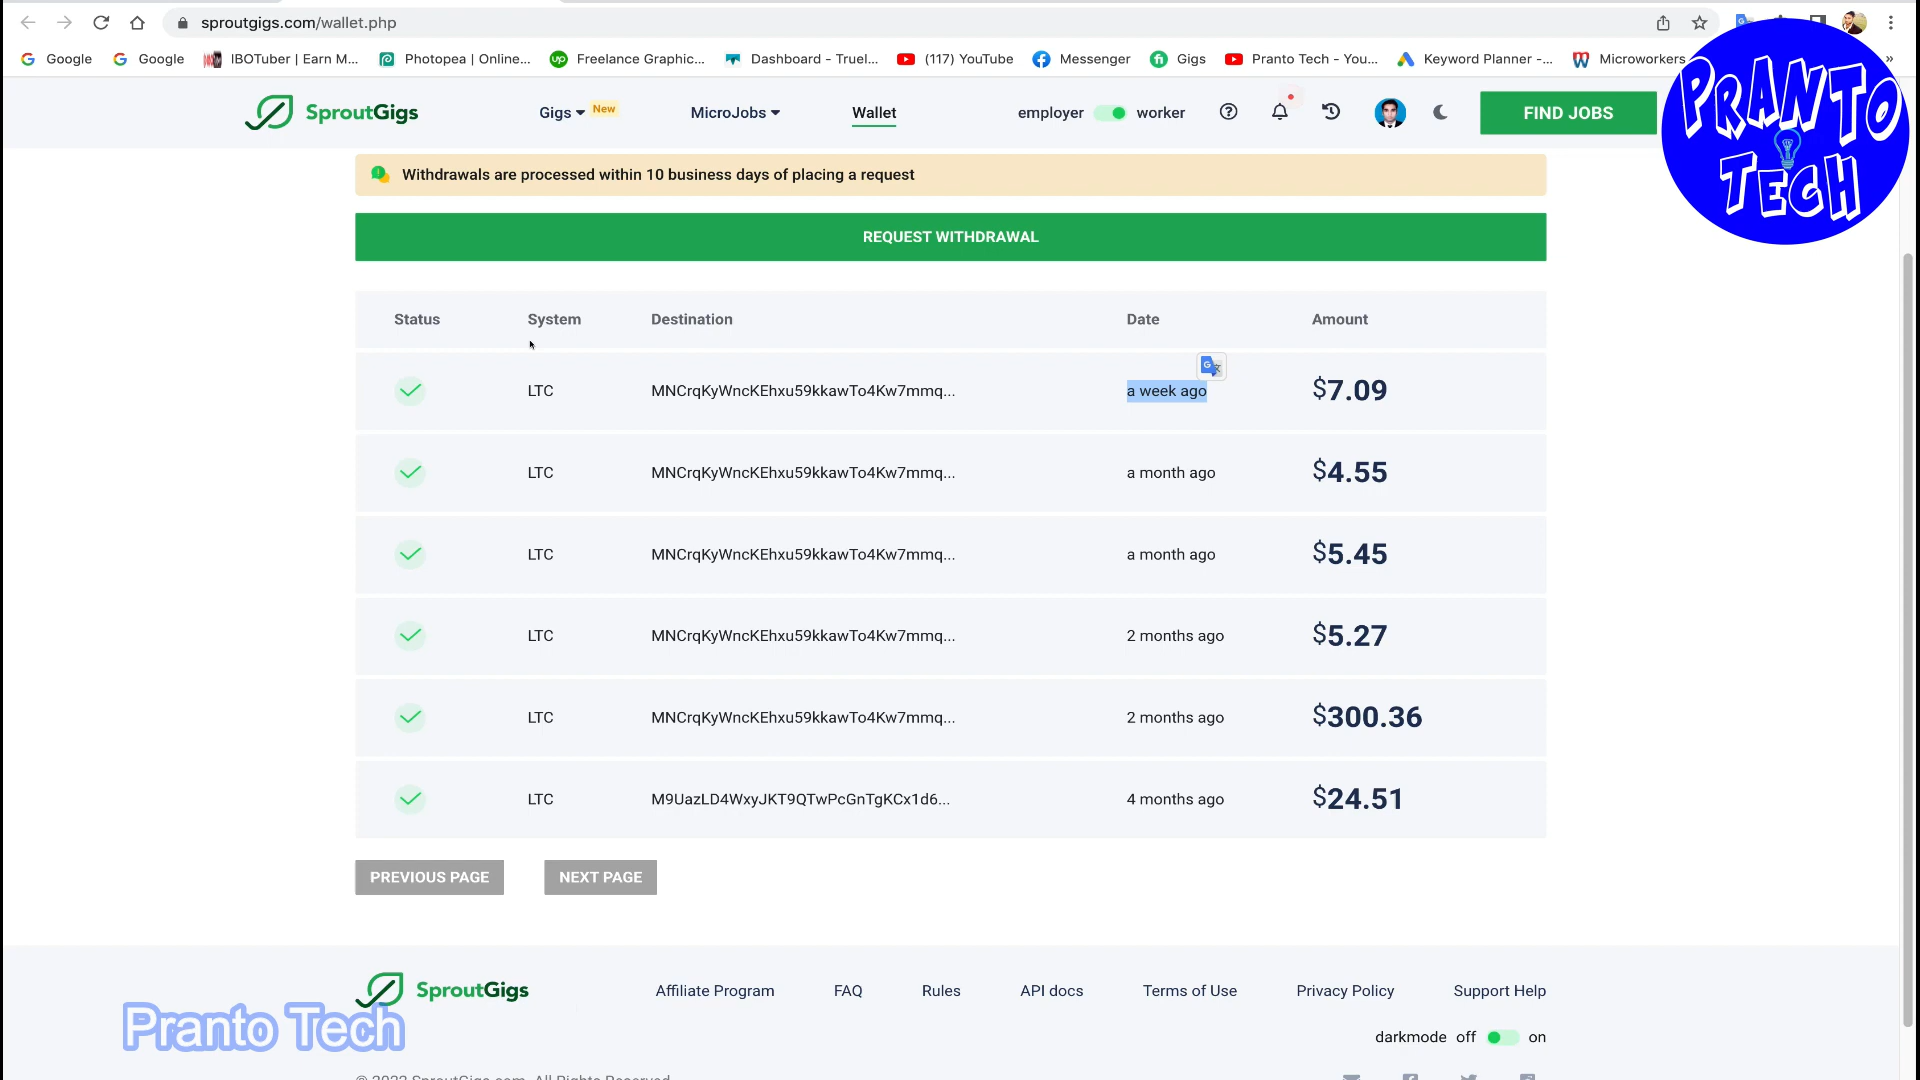 sproutgigs.com/wallet.php
Google Google IBOTuber | Earn M... Photopea | Online... Freelance Graphic... Dashboard - Truel... (117) YouTube Messenger Gigs Pranto Tech - You... Keyword Planner -... Microworkers »
SproutGigs Gigs New MicroJobs Wallet employer worker FIND JOBS
PRANTO
TECH
Withdrawals are processed within 10 business days of placing a request
REQUEST WITHDRAWAL
Status System Destination Date Amount
LTC MNCrqKyWncKEhxu59kkawTo4Kw7mmq... a week ago $7.09
LTC MNCrqKyWncKEhxu59kkawTo4Kw7mmq... a month ago $4.55
LTC MNCrqKyWncKEhxu59kkawTo4Kw7mmq... a month ago $5.45
LTC MNCrqKyWncKEhxu59kkawTo4Kw7mmq... 2 months ago $5.27
LTC MNCrqKyWncKEhxu59kkawTo4Kw7mmq... 2 months ago $300.36
LTC M9UazLD4WxyJKT9QTwPcGnTgKCx1d6... 4 months ago $24.51
PREVIOUS PAGE NEXT PAGE
SproutGigs Affiliate Program FAQ Rules API docs Terms of Use Privacy Policy Support Help
Pranto Tech
darkmode off on
SproutGigs.com. All Rights Reserved